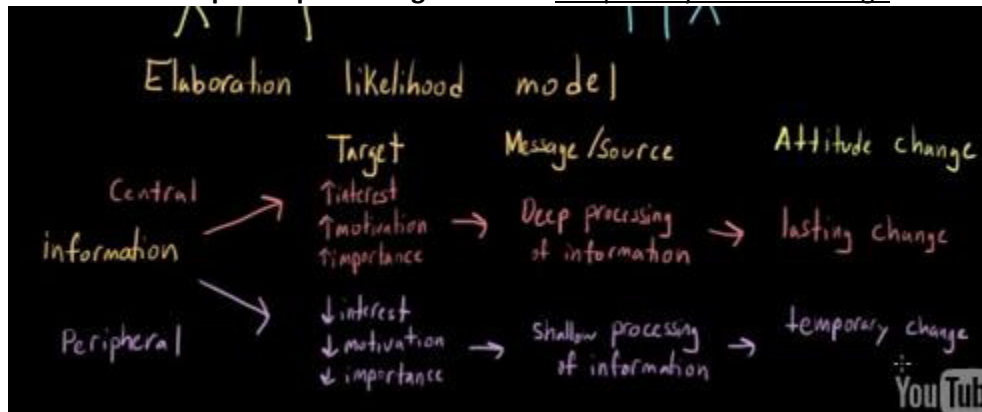 Elaboration likelihood model
Target Message/Source Attitude change
Central
↑interest
↑motivation
↑importance
Deep processing
of information
lasting change
information
Peripheral
↓interest
↓motivation
↓importance
Shallow processing
of information
temporary change
YouTub